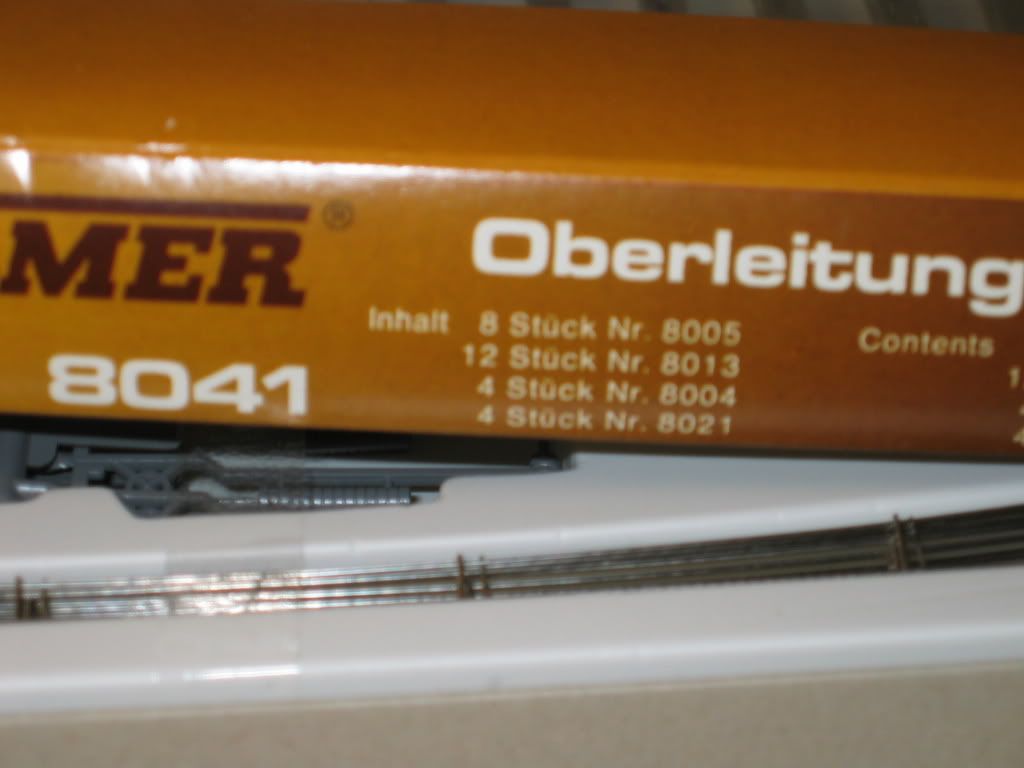 MER®
8041
Oberleitung
Inhalt 8 Stück Nr. 8005
12 Stück Nr. 8013
4 Stück Nr. 8004
4 Stück Nr. 8021
Contents